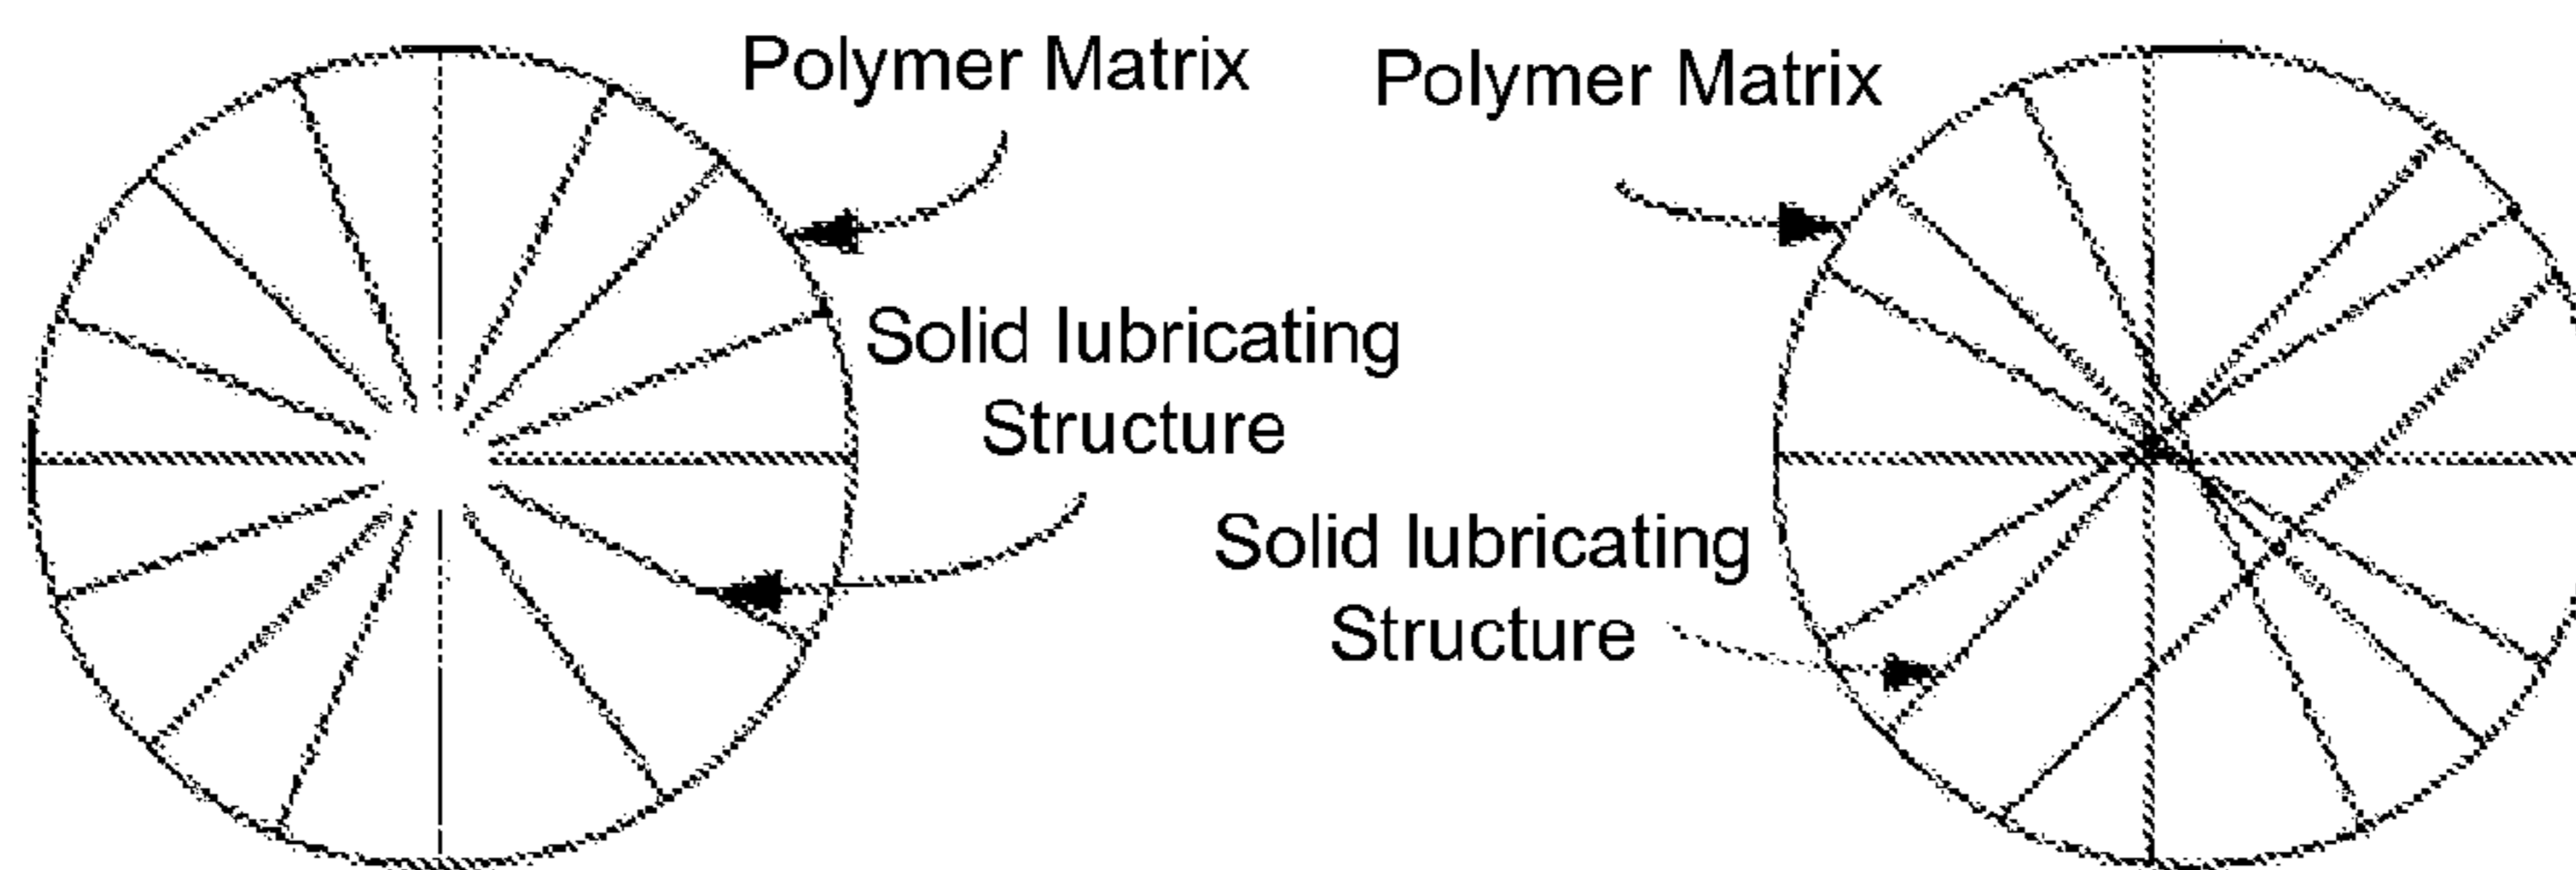 Polymer Matrix
Solid lubricating
Structure
Polymer Matrix
Solid lubricating
Structure